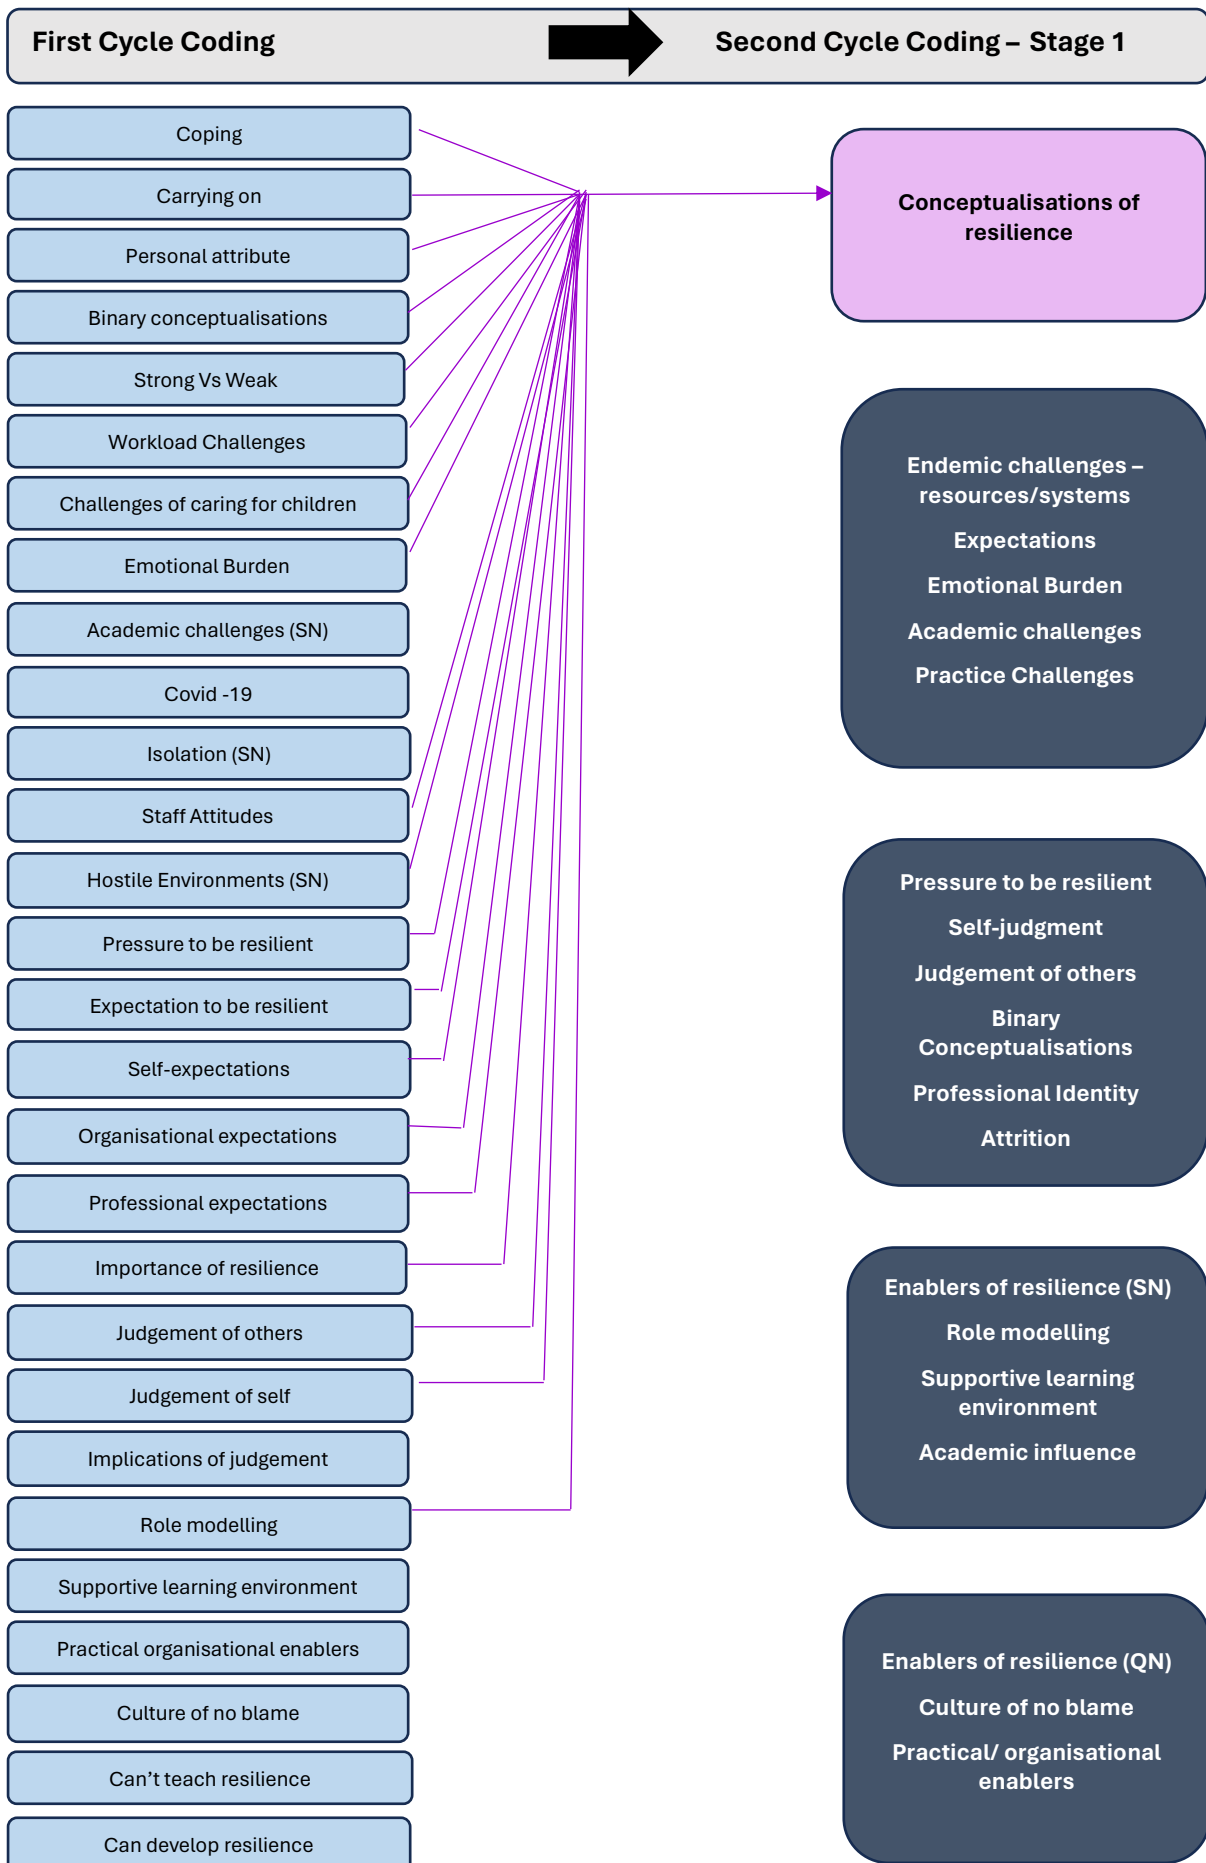 First Cycle Coding
Second Cycle Coding – Stage 1
Coping
Carrying on
Personal attribute
Binary conceptualisations
Strong Vs Weak
Workload Challenges
Challenges of caring for children
Emotional Burden
Academic challenges (SN)
Covid -19
Isolation (SN)
Staff Attitudes
Hostile Environments (SN)
Pressure to be resilient
Expectation to be resilient
Self-expectations
Organisational expectations
Professional expectations
Importance of resilience
Judgement of others
Judgement of self
Implications of judgement
Role modelling
Supportive learning environment
Practical organisational enablers
Culture of no blame
Can’t teach resilience
Can develop resilience
Conceptualisations of
resilience
Endemic challenges –
resources/systems
Expectations
Emotional Burden
Academic challenges
Practice Challenges
Pressure to be resilient
Self-judgment
Judgement of others
Binary
Conceptualisations
Professional Identity
Attrition
Enablers of resilience (SN)
Role modelling
Supportive learning
environment
Academic influence
Enablers of resilience (QN)
Culture of no blame
Practical/ organisational
enablers